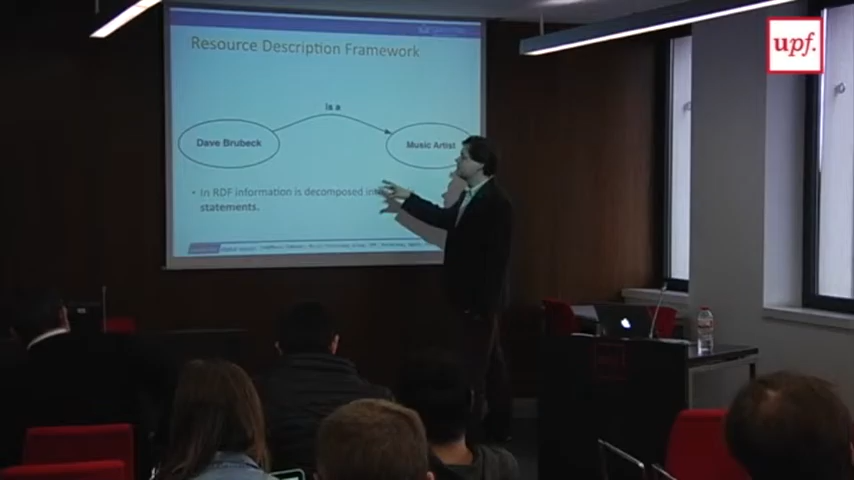 upf.
Resource Description Framework
is a
Dave Brubeck
Music Artist
• In RDF information is decomposed
statements.